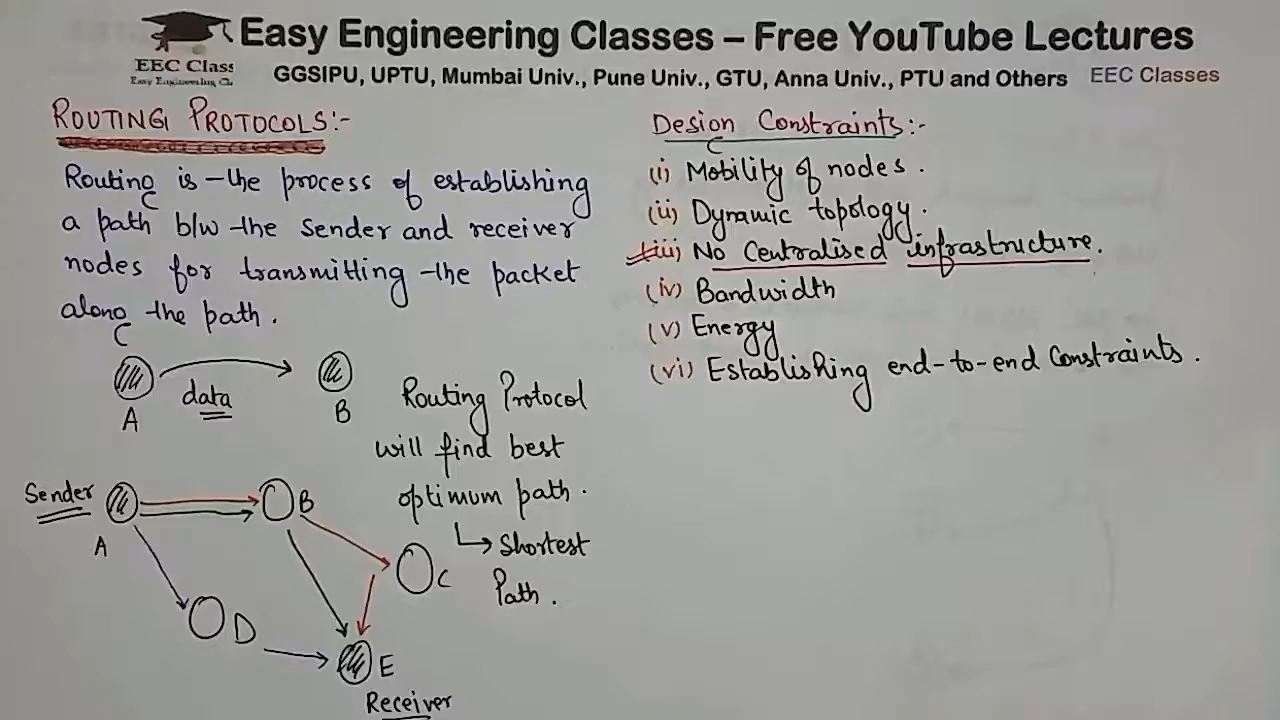 Easy Engineering Classes – Free YouTube Lectures
EEC Class
Easy Engineering Cla
GGSIPU, UPTU, Mumbai Univ., Pune Univ., GTU, Anna Univ., PTU and Others
EEC Classes
ROUTING PROTOCOLS:-
Routing is the process of establishing
a path b/w the sender and receiver
nodes for transmitting the packet
along the path.
A
data
B
Routing Protocol
will find best
optimum path.
↳ Shortest
Path.
Sender
A
B
C
D
E
Receiver
Design Constraints:-
(i) Mobility of nodes.
(ii) Dynamic topology.
(iii) No Centralised infrastructure.
(iv) Bandwidth
(v) Energy
(vi) Establishing end-to-end Constraints.